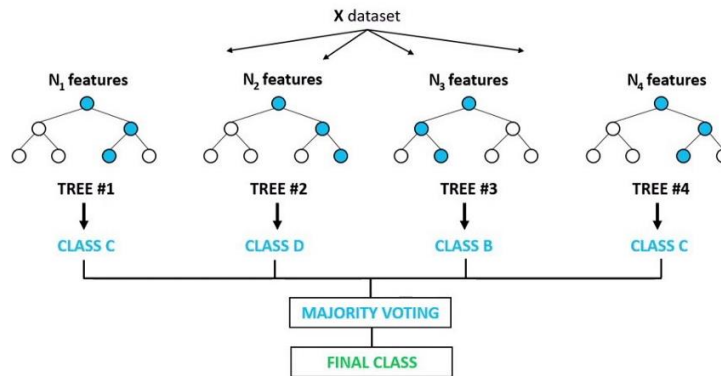 X dataset
N₁ features
N₂ features
N₃ features
N₄ features
TREE #1
TREE #2
TREE #3
TREE #4
CLASS C
CLASS D
CLASS B
CLASS C
MAJORITY VOTING
FINAL CLASS